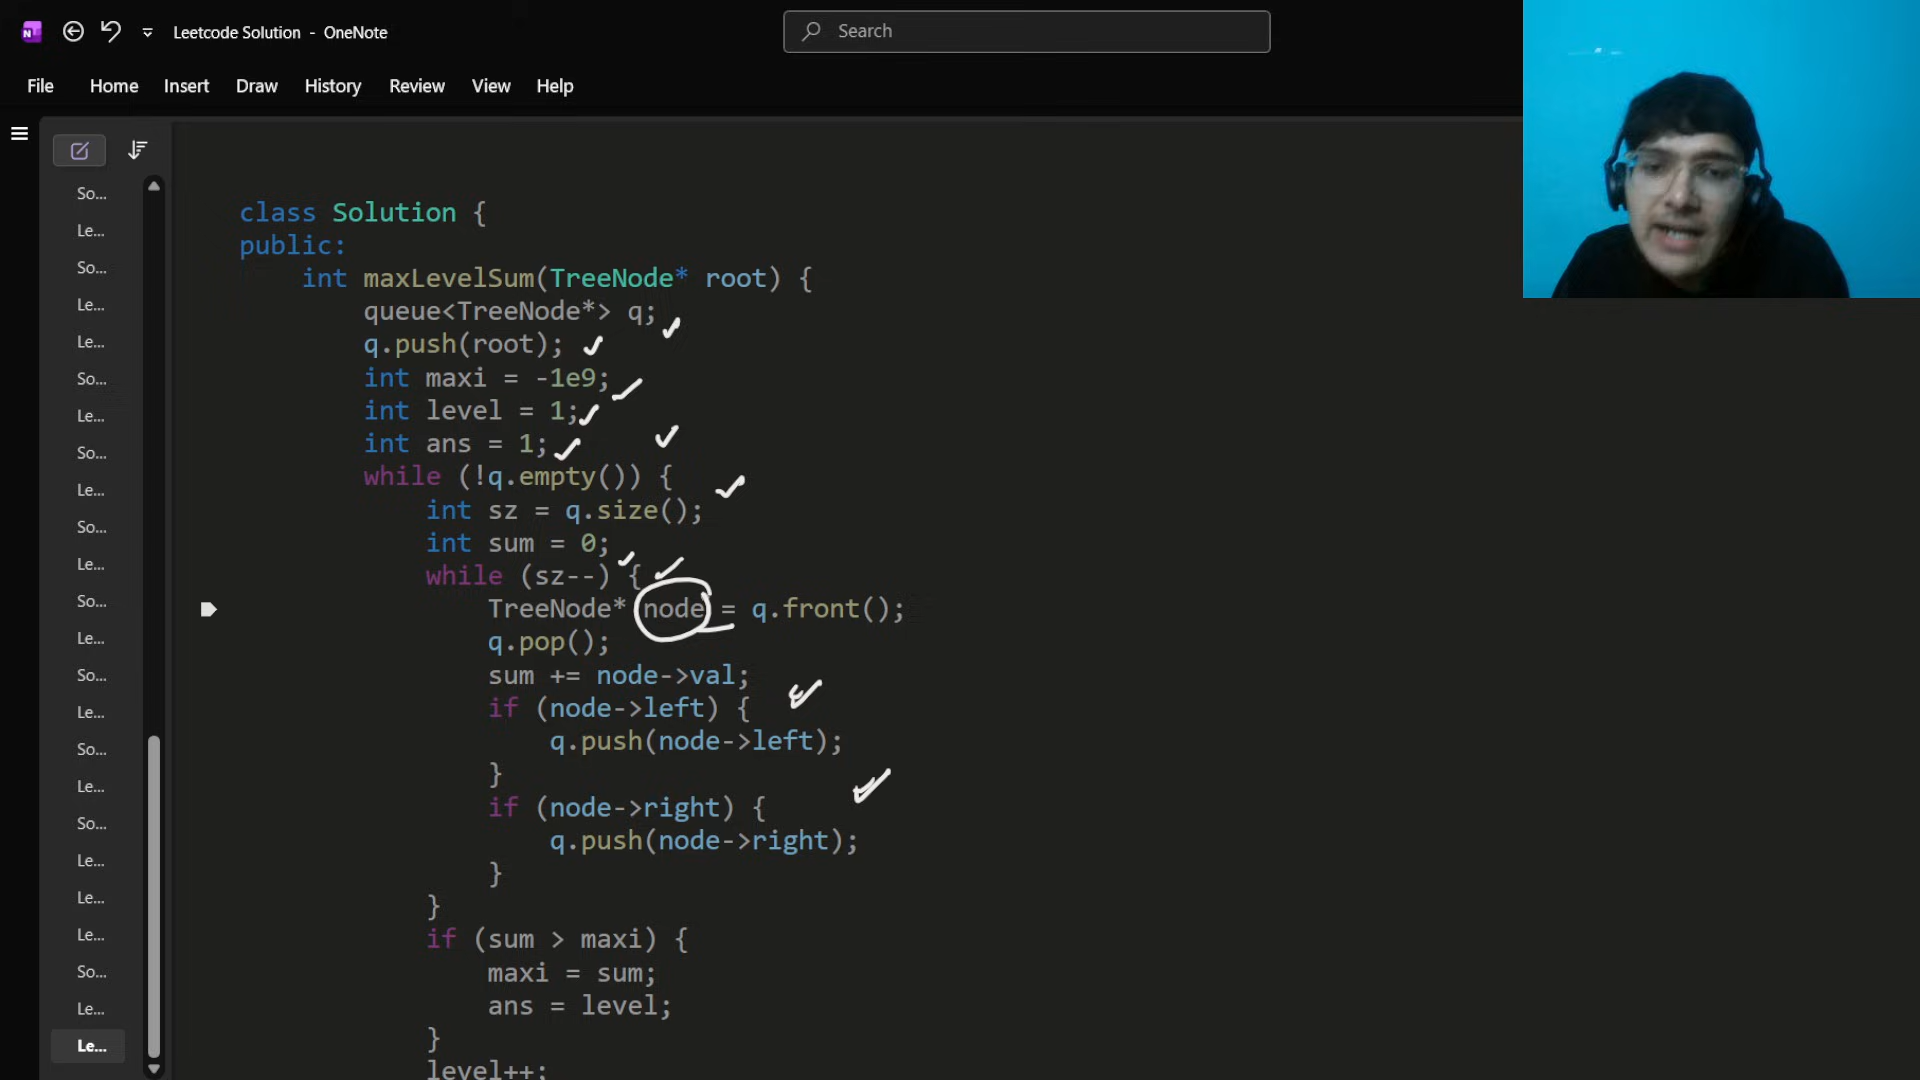 Leetcode Solution - OneNote
Search
File Home Insert Draw History Review View Help
So...
Le...
So...
Le...
Le...
Le...
Le...
So...
Le...
So...
Le...
So...
Le...
So...
Le...
So...
Le...
So...
Le...
Le...
Le...
So...
Le...
Le...
class Solution {
public:
int maxLevelSum(TreeNode* root) {
queue<TreeNode*> q;
q.push(root);
int maxi = -1e9;
int level = 1;
int ans = 1;
while (!q.empty()) {
int sz = q.size();
int sum = 0;
while (sz--) {
TreeNode* node = q.front();
q.pop();
sum += node->val;
if (node->left) {
q.push(node->left);
}
if (node->right) {
q.push(node->right);
}
}
if (sum > maxi) {
maxi = sum;
ans = level;
}
level++;